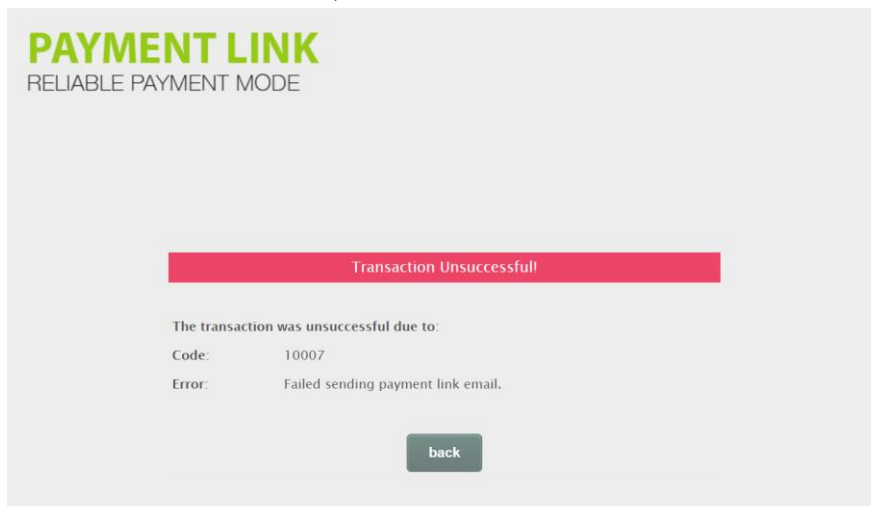 PAYMENT LINK
RELIABLE PAYMENT MODE
Transaction Unsuccessful!
The transaction was unsuccessful due to:
Code: 10007
Error: Failed sending payment link email.
back